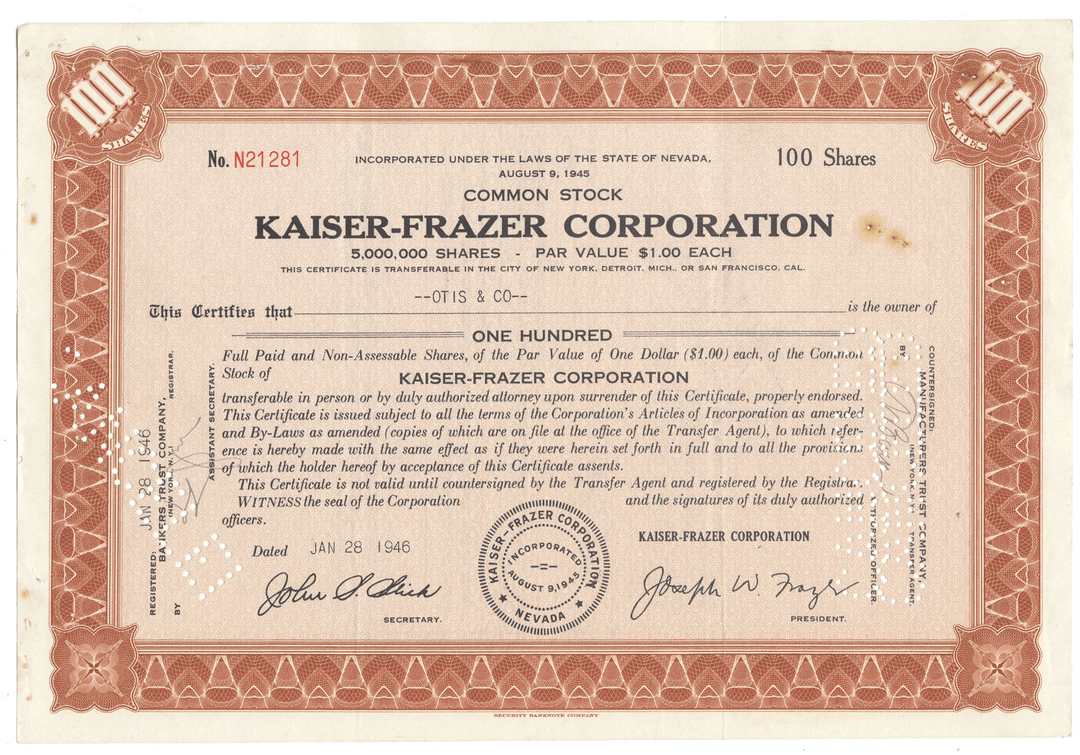 100 SHARES
100 SHARES
No. N21281
INCORPORATED UNDER THE LAWS OF THE STATE OF NEVADA,
AUGUST 9, 1945
100 Shares
COMMON STOCK
KAISER-FRAZER CORPORATION
5,000,000 SHARES - PAR VALUE $1.00 EACH
THIS CERTIFICATE IS TRANSFERABLE IN THE CITY OF NEW YORK, DETROIT, MICH., OR SAN FRANCISCO, CAL.
--OTIS & CO--
This Certifies that is the owner of
ONE HUNDRED
Full Paid and Non-Assessable Shares, of the Par Value of One Dollar ($1.00) each, of the Common
Stock of KAISER-FRAZER CORPORATION
transferable in person or by duly authorized attorney upon surrender of this Certificate, properly endorsed.
This Certificate is issued subject to all the terms of the Corporation's Articles of Incorporation as amended
and By-Laws as amended (copies of which are on file at the office of the Transfer Agent), to which refer-
ence is hereby made with the same effect as if they were herein set forth in full and to all the provisions
of which the holder hereof by acceptance of this Certificate assents.
This Certificate is not valid until countersigned by the Transfer Agent and registered by the Registrar.
WITNESS the seal of the Corporation and the signatures of its duly authorized
officers.
KAISER-FRAZER CORPORATION
Dated JAN 28 1946
John S. Slick
SECRETARY.
Joseph W. Frazer
PRESIDENT.
KAISER-FRAZER CORPORATION
INCORPORATED
AUGUST 9, 1945
NEVADA
REGISTERED: JAN 28 1946
BANKERS TRUST COMPANY,
(NEW YORK, N.Y.) REGISTRAR.
BY
ASSISTANT SECRETARY.
COUNTERSIGNED:
MANUFACTURERS TRUST COMPANY,
(NEW YORK, N.Y.) TRANSFER AGENT.
BY
AUTHORIZED OFFICER.
SECURITY BANKNOTE COMPANY